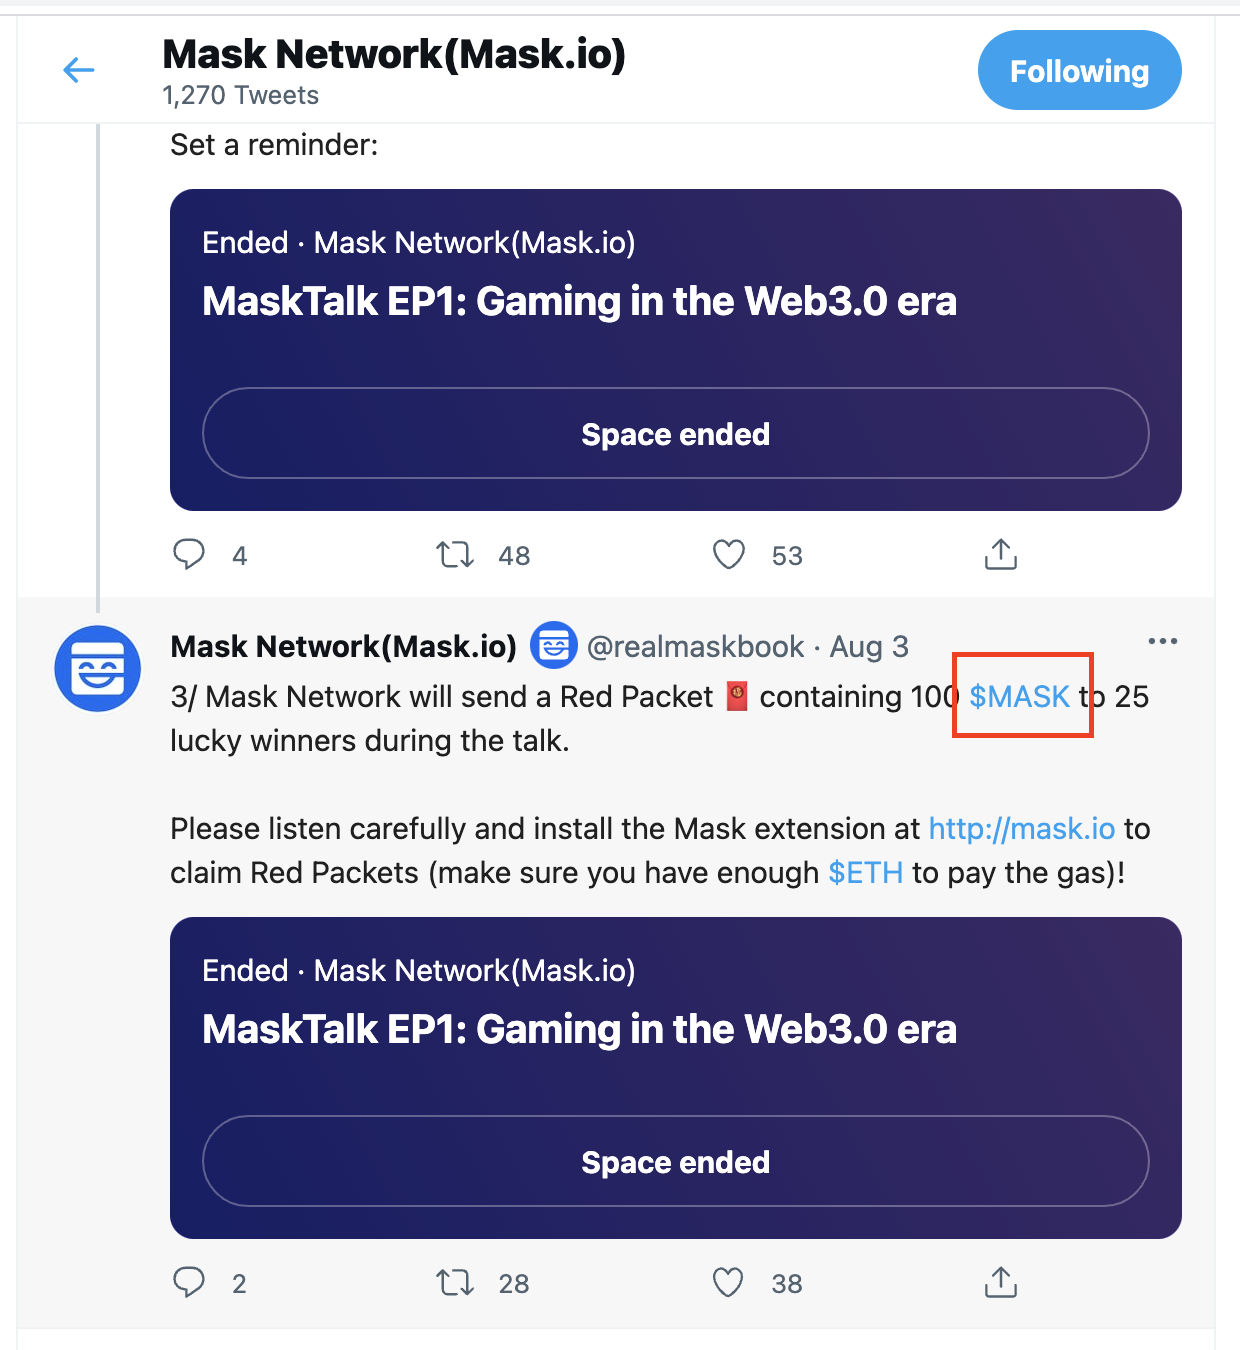 Mask Network(Mask.io)
1,270 Tweets
Following
Set a reminder:
Ended · Mask Network(Mask.io)
MaskTalk EP1: Gaming in the Web3.0 era
Space ended
4 48 53
Mask Network(Mask.io) @realmaskbook · Aug 3
3/ Mask Network will send a Red Packet 🧧 containing 100 $MASK to 25
lucky winners during the talk.
Please listen carefully and install the Mask extension at http://mask.io to
claim Red Packets (make sure you have enough $ETH to pay the gas)!
Ended · Mask Network(Mask.io)
MaskTalk EP1: Gaming in the Web3.0 era
Space ended
2 28 38